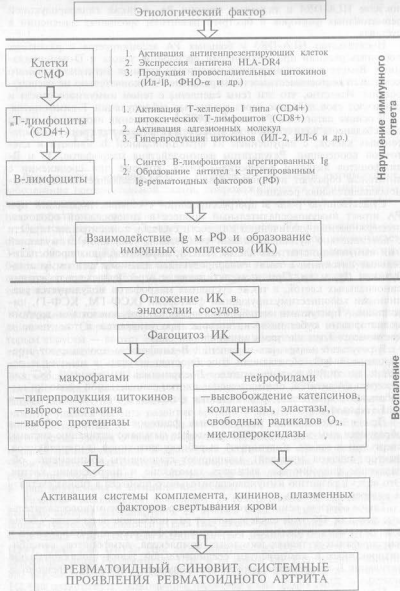 Этиологический фактор
Клетки
СМФ
1. Активация антигенпрезентирующих клеток
2. Экспрессия антигена HLA-DR4
3. Продукция провоспалительных цитокинов
(Ил-1β, ФНО-α и др.)
Т-лимфоциты
(CD4+)
1. Активация Т-хелперов I типа (CD4+)
цитоксических Т-лимфоцитов (CD8+)
2. Активация адгезионных молекул
3. Гиперпродукция цитокинов (ИЛ-2, ИЛ-6 и др.)
В-лимфоциты
1. Синтез В-лимфоцитами агрегированных Ig
2. Образование антител к агрегированным
Ig-ревматоидных факторов (РФ)
Нарушение иммунного
ответа
Взаимодействие Ig м РФ и образование
иммунных комплексов (ИК)
Отложение ИК в
эндотелии сосудов
Фагоцитоз ИК
макрофагами
—гиперпродукция цитокинов
—выброс гистамина
—выброс протеиназы
нейрофилами
—высвобождение катепсинов,
коллагеназы, эластазы,
свободных радикалов O₂,
миелопероксидазы
Воспаление
Активация системы комплемента, кининов, плазменных
факторов свертывания крови
РЕВМАТОИДНЫЙ СИНОВИТ, СИСТЕМНЫЕ
ПРОЯВЛЕНИЯ РЕВМАТОИДНОГО АРТРИТА